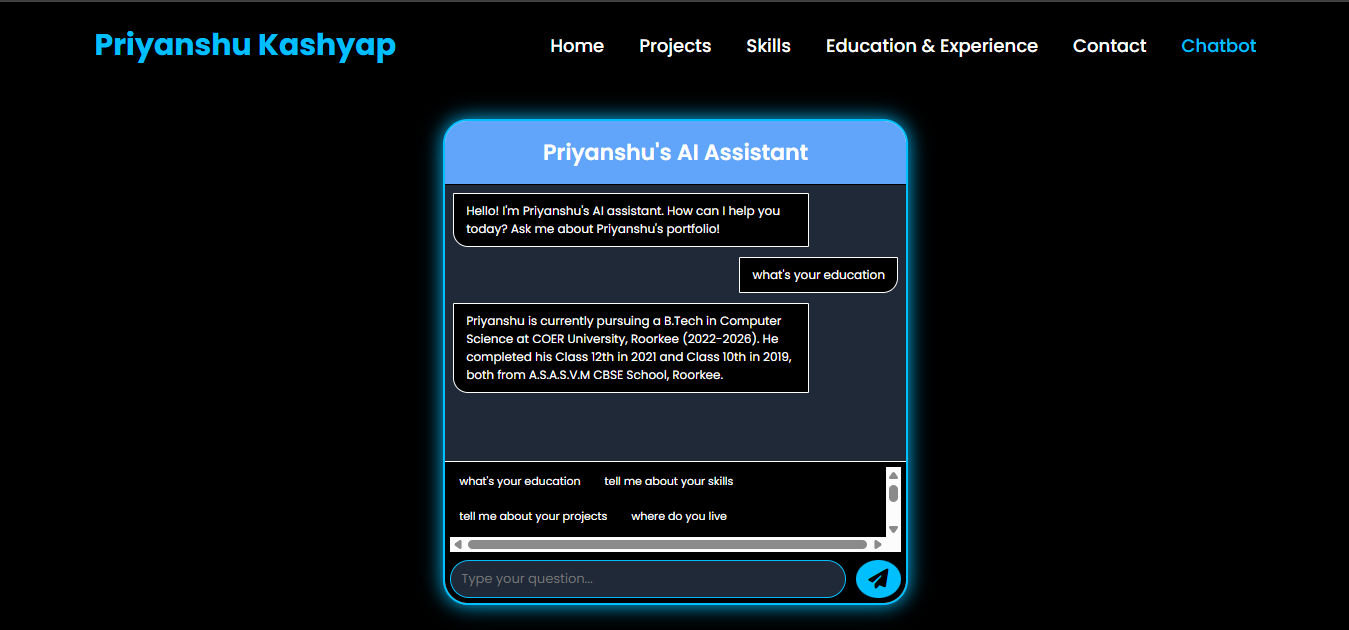 Priyanshu Kashyap
Home Projects Skills Education & Experience Contact Chatbot
Priyanshu's AI Assistant
Hello! I'm Priyanshu's AI assistant. How can I help you
today? Ask me about Priyanshu's portfolio!
what's your education
Priyanshu is currently pursuing a B.Tech in Computer
Science at COER University, Roorkee (2022-2026). He
completed his Class 12th in 2021 and Class 10th in 2019,
both from A.S.A.S.V.M CBSE School, Roorkee.
what's your education tell me about your skills
tell me about your projects where do you live
Type your question...